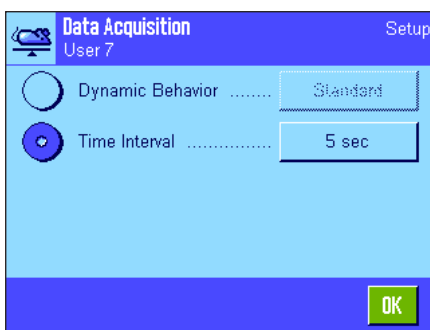 Data Acquisition Setup
User 7
Dynamic Behavior ........ Standard
Time Interval ................ 5 sec
OK